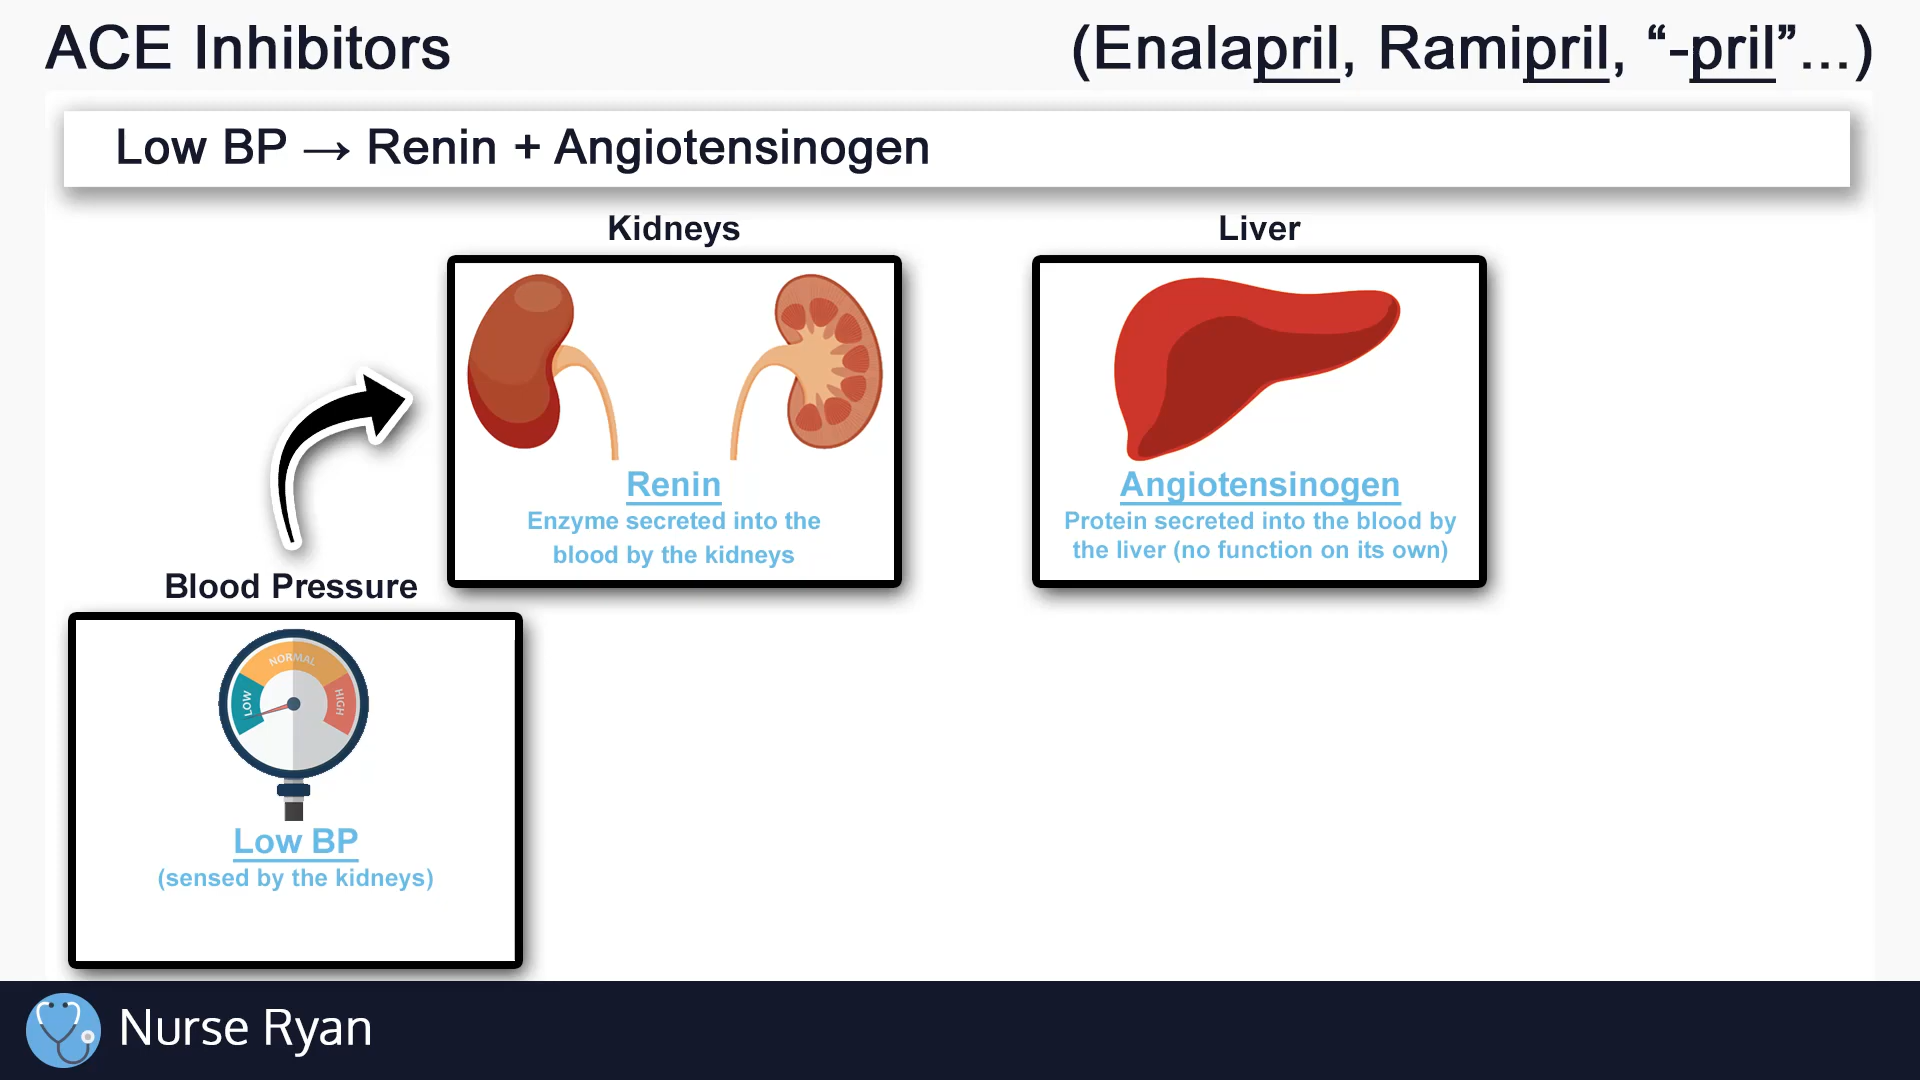 ACE Inhibitors
(Enalapril, Ramipril, “-pril”...)
Low BP → Renin + Angiotensinogen
Kidneys
Renin
Enzyme secreted into the
blood by the kidneys
Liver
Angiotensinogen
Protein secreted into the blood by
the liver (no function on its own)
Blood Pressure
LOW
NORMAL
HIGH
Low BP
(sensed by the kidneys)
Nurse Ryan